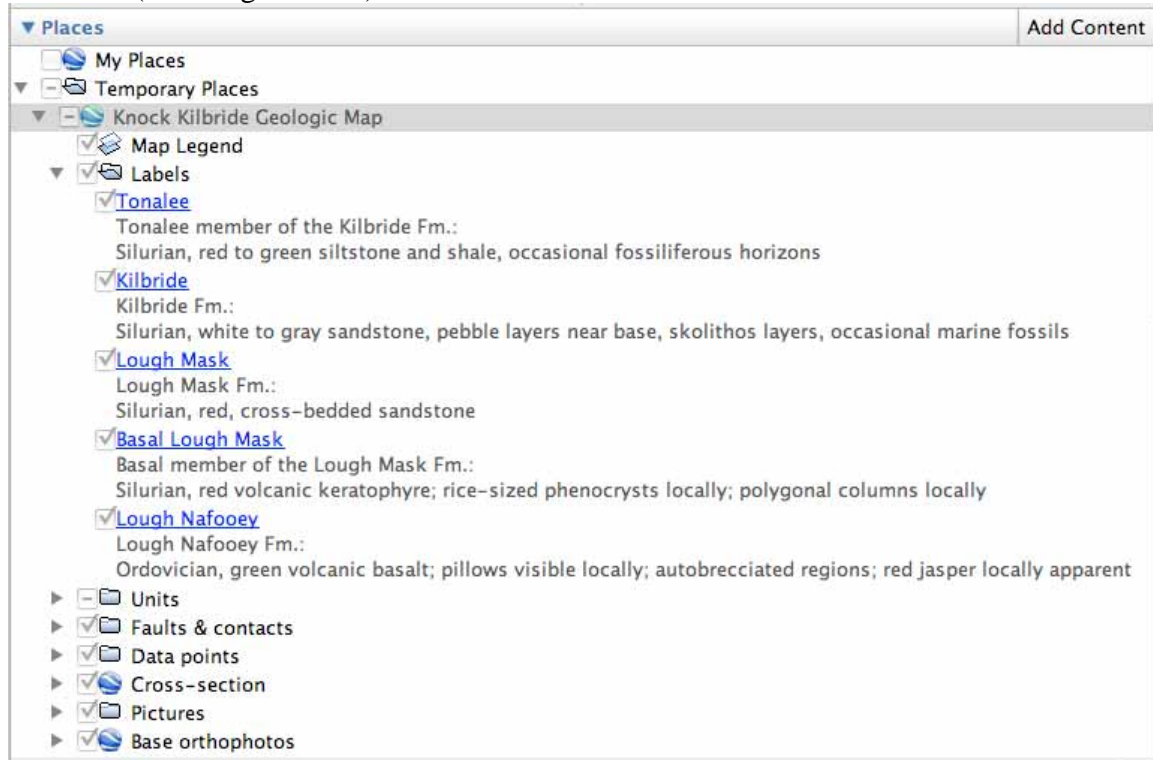 Places
Add Content
My Places
Temporary Places
Knock Kilbride Geologic Map
Map Legend
Labels
Tonalee
Tonalee member of the Kilbride Fm.:
Silurian, red to green siltstone and shale, occasional fossiliferous horizons
Kilbride
Kilbride Fm.:
Silurian, white to gray sandstone, pebble layers near base, skolithos layers, occasional marine fossils
Lough Mask
Lough Mask Fm.:
Silurian, red, cross-bedded sandstone
Basal Lough Mask
Basal member of the Lough Mask Fm.:
Silurian, red volcanic keratophyre; rice-sized phenocrysts locally; polygonal columns locally
Lough Nafooey
Lough Nafooey Fm.:
Ordovician, green volcanic basalt; pillows visible locally; autobrecciated regions; red jasper locally apparent
Units
Faults & contacts
Data points
Cross-section
Pictures
Base orthophotos